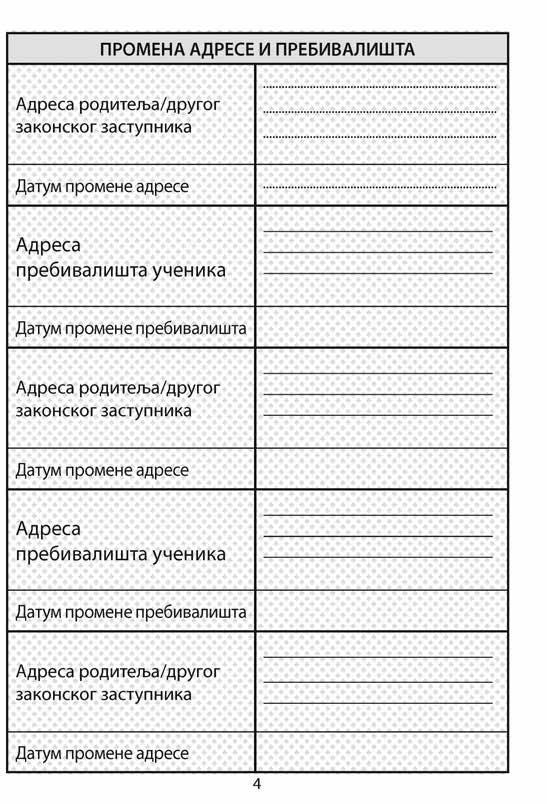 ПРОМЕНА АДРЕСЕ И ПРЕБИВАЛИШТА
Адреса родитеља/другог
законског заступника
Датум промене адресе
Адреса
пребивалишта ученика
Датум промене пребивалишта
Адреса родитеља/другог
законског заступника
Датум промене адресе
Адреса
пребивалишта ученика
Датум промене пребивалишта
Адреса родитеља/другог
законског заступника
Датум промене адресе
4